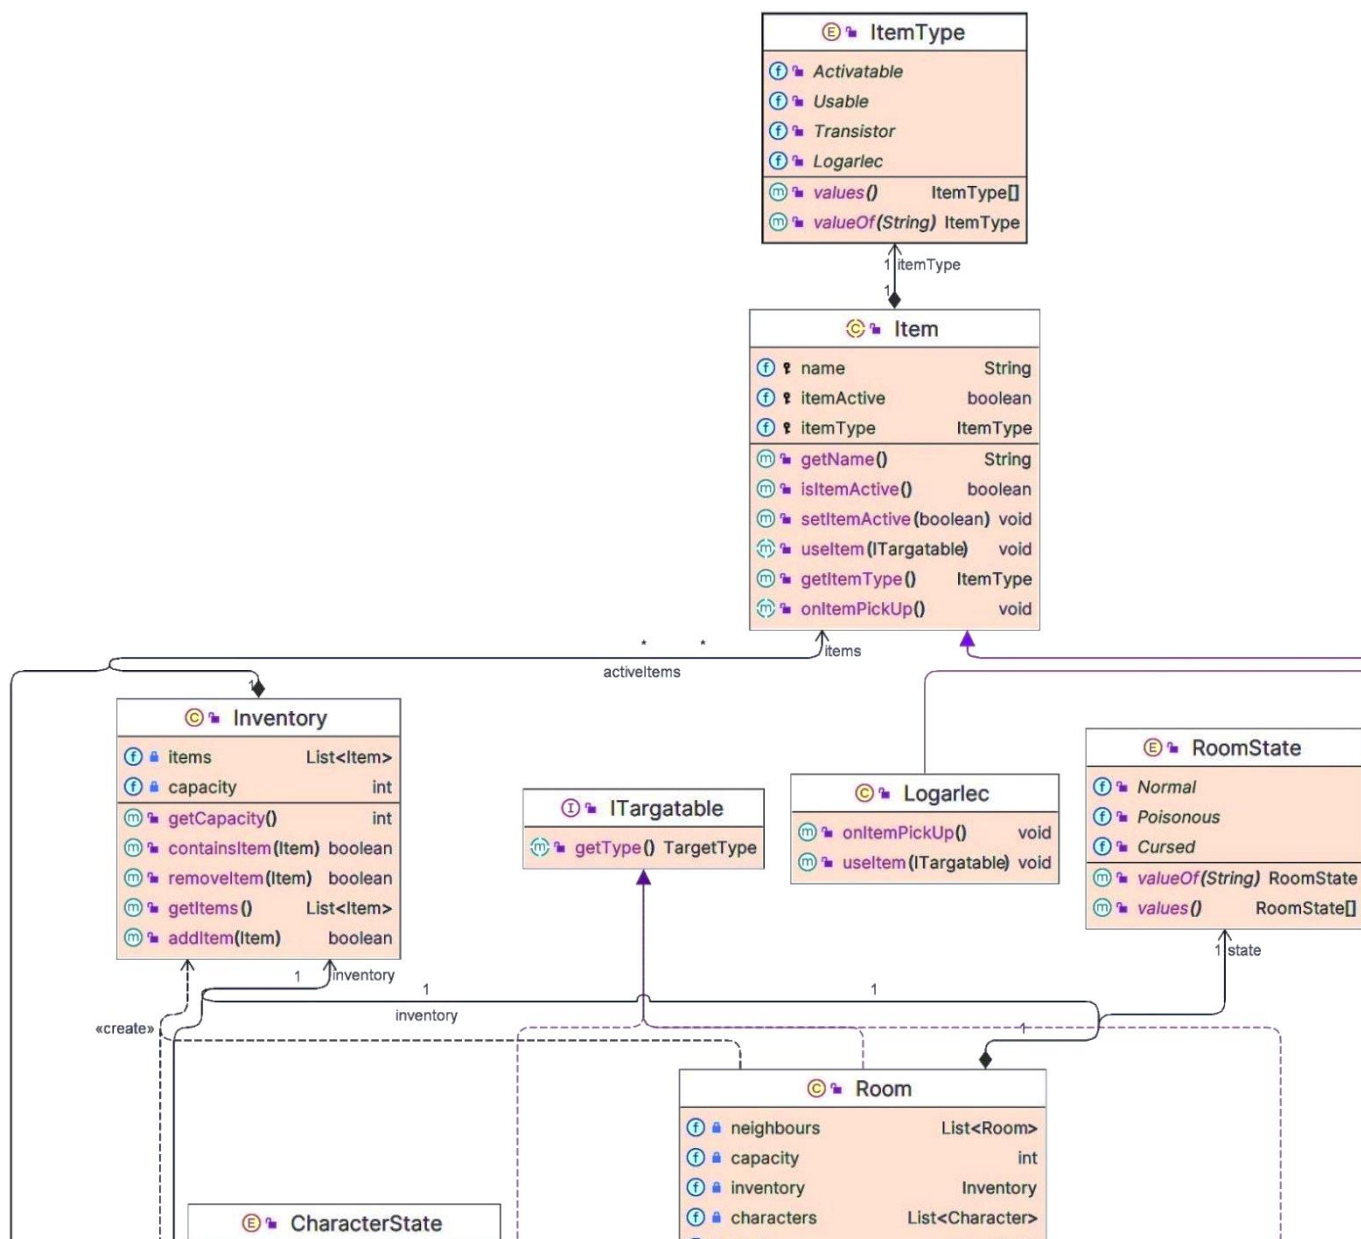 ItemType
Activatable
Usable
Transistor
Logarlec
values() ItemType[]
valueOf(String) ItemType
1 itemType
1
Item
name String
itemActive boolean
itemType ItemType
getName() String
isItemActive() boolean
setItemActive(boolean) void
useItem(ITargatable) void
getItemType() ItemType
onItemPickUp() void
* *
activeItems
items
1
Inventory
items List<Item>
capacity int
getCapacity() int
containsItem(Item) boolean
removeItem(Item) boolean
getItems() List<Item>
addItem(Item) boolean
ITargatable
getType() TargetType
Logarlec
onItemPickUp() void
useItem(ITargatable) void
RoomState
Normal
Poisonous
Cursed
valueOf(String) RoomState
values() RoomState[]
1 state
1 inventory
1 1
inventory
«create»
1
Room
neighbours List<Room>
capacity int
inventory Inventory
characters List<Character>
CharacterState